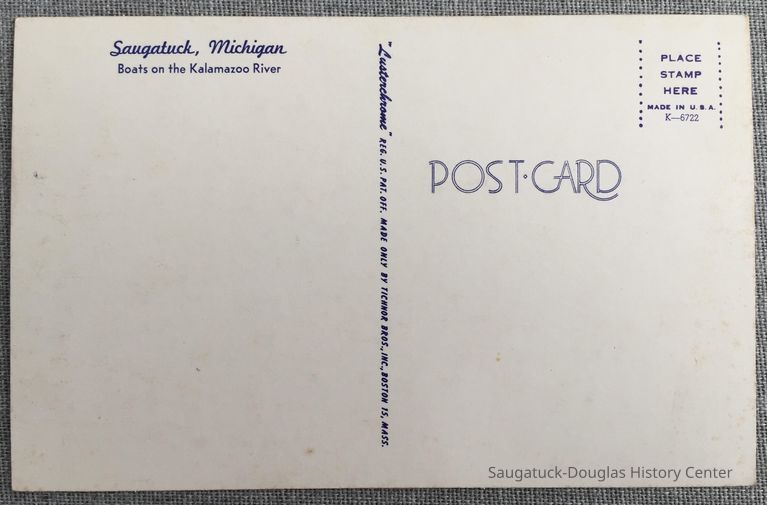 Saugatuck, Michigan
Boats on the Kalamazoo River
"Lusterchrome" REG. U.S. PAT. OFF. MADE ONLY BY TICHNOR BROS., INC., BOSTON 15, MASS.
PLACE
STAMP
HERE
MADE IN U.S.A.
K—6722
POST·CARD
Saugatuck-Douglas History Center